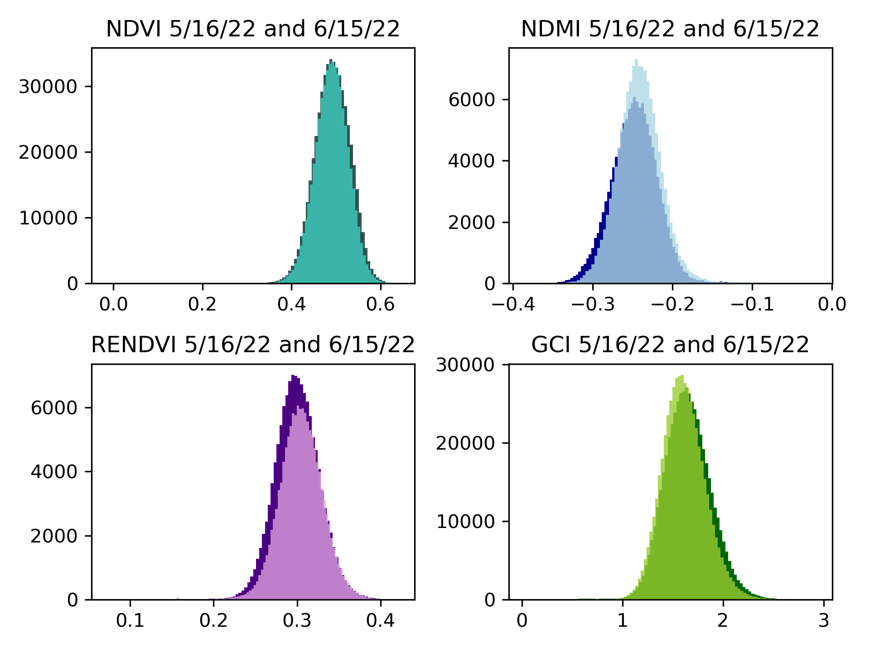 NDVI 5/16/22 and 6/15/22
30000
20000
10000
0
0.0 0.2 0.4 0.6
NDMI 5/16/22 and 6/15/22
6000
4000
2000
0
−0.4 −0.3 −0.2 −0.1 0.0
RENDVI 5/16/22 and 6/15/22
6000
4000
2000
0
0.1 0.2 0.3 0.4
GCI 5/16/22 and 6/15/22
30000
20000
10000
0
0 1 2 3